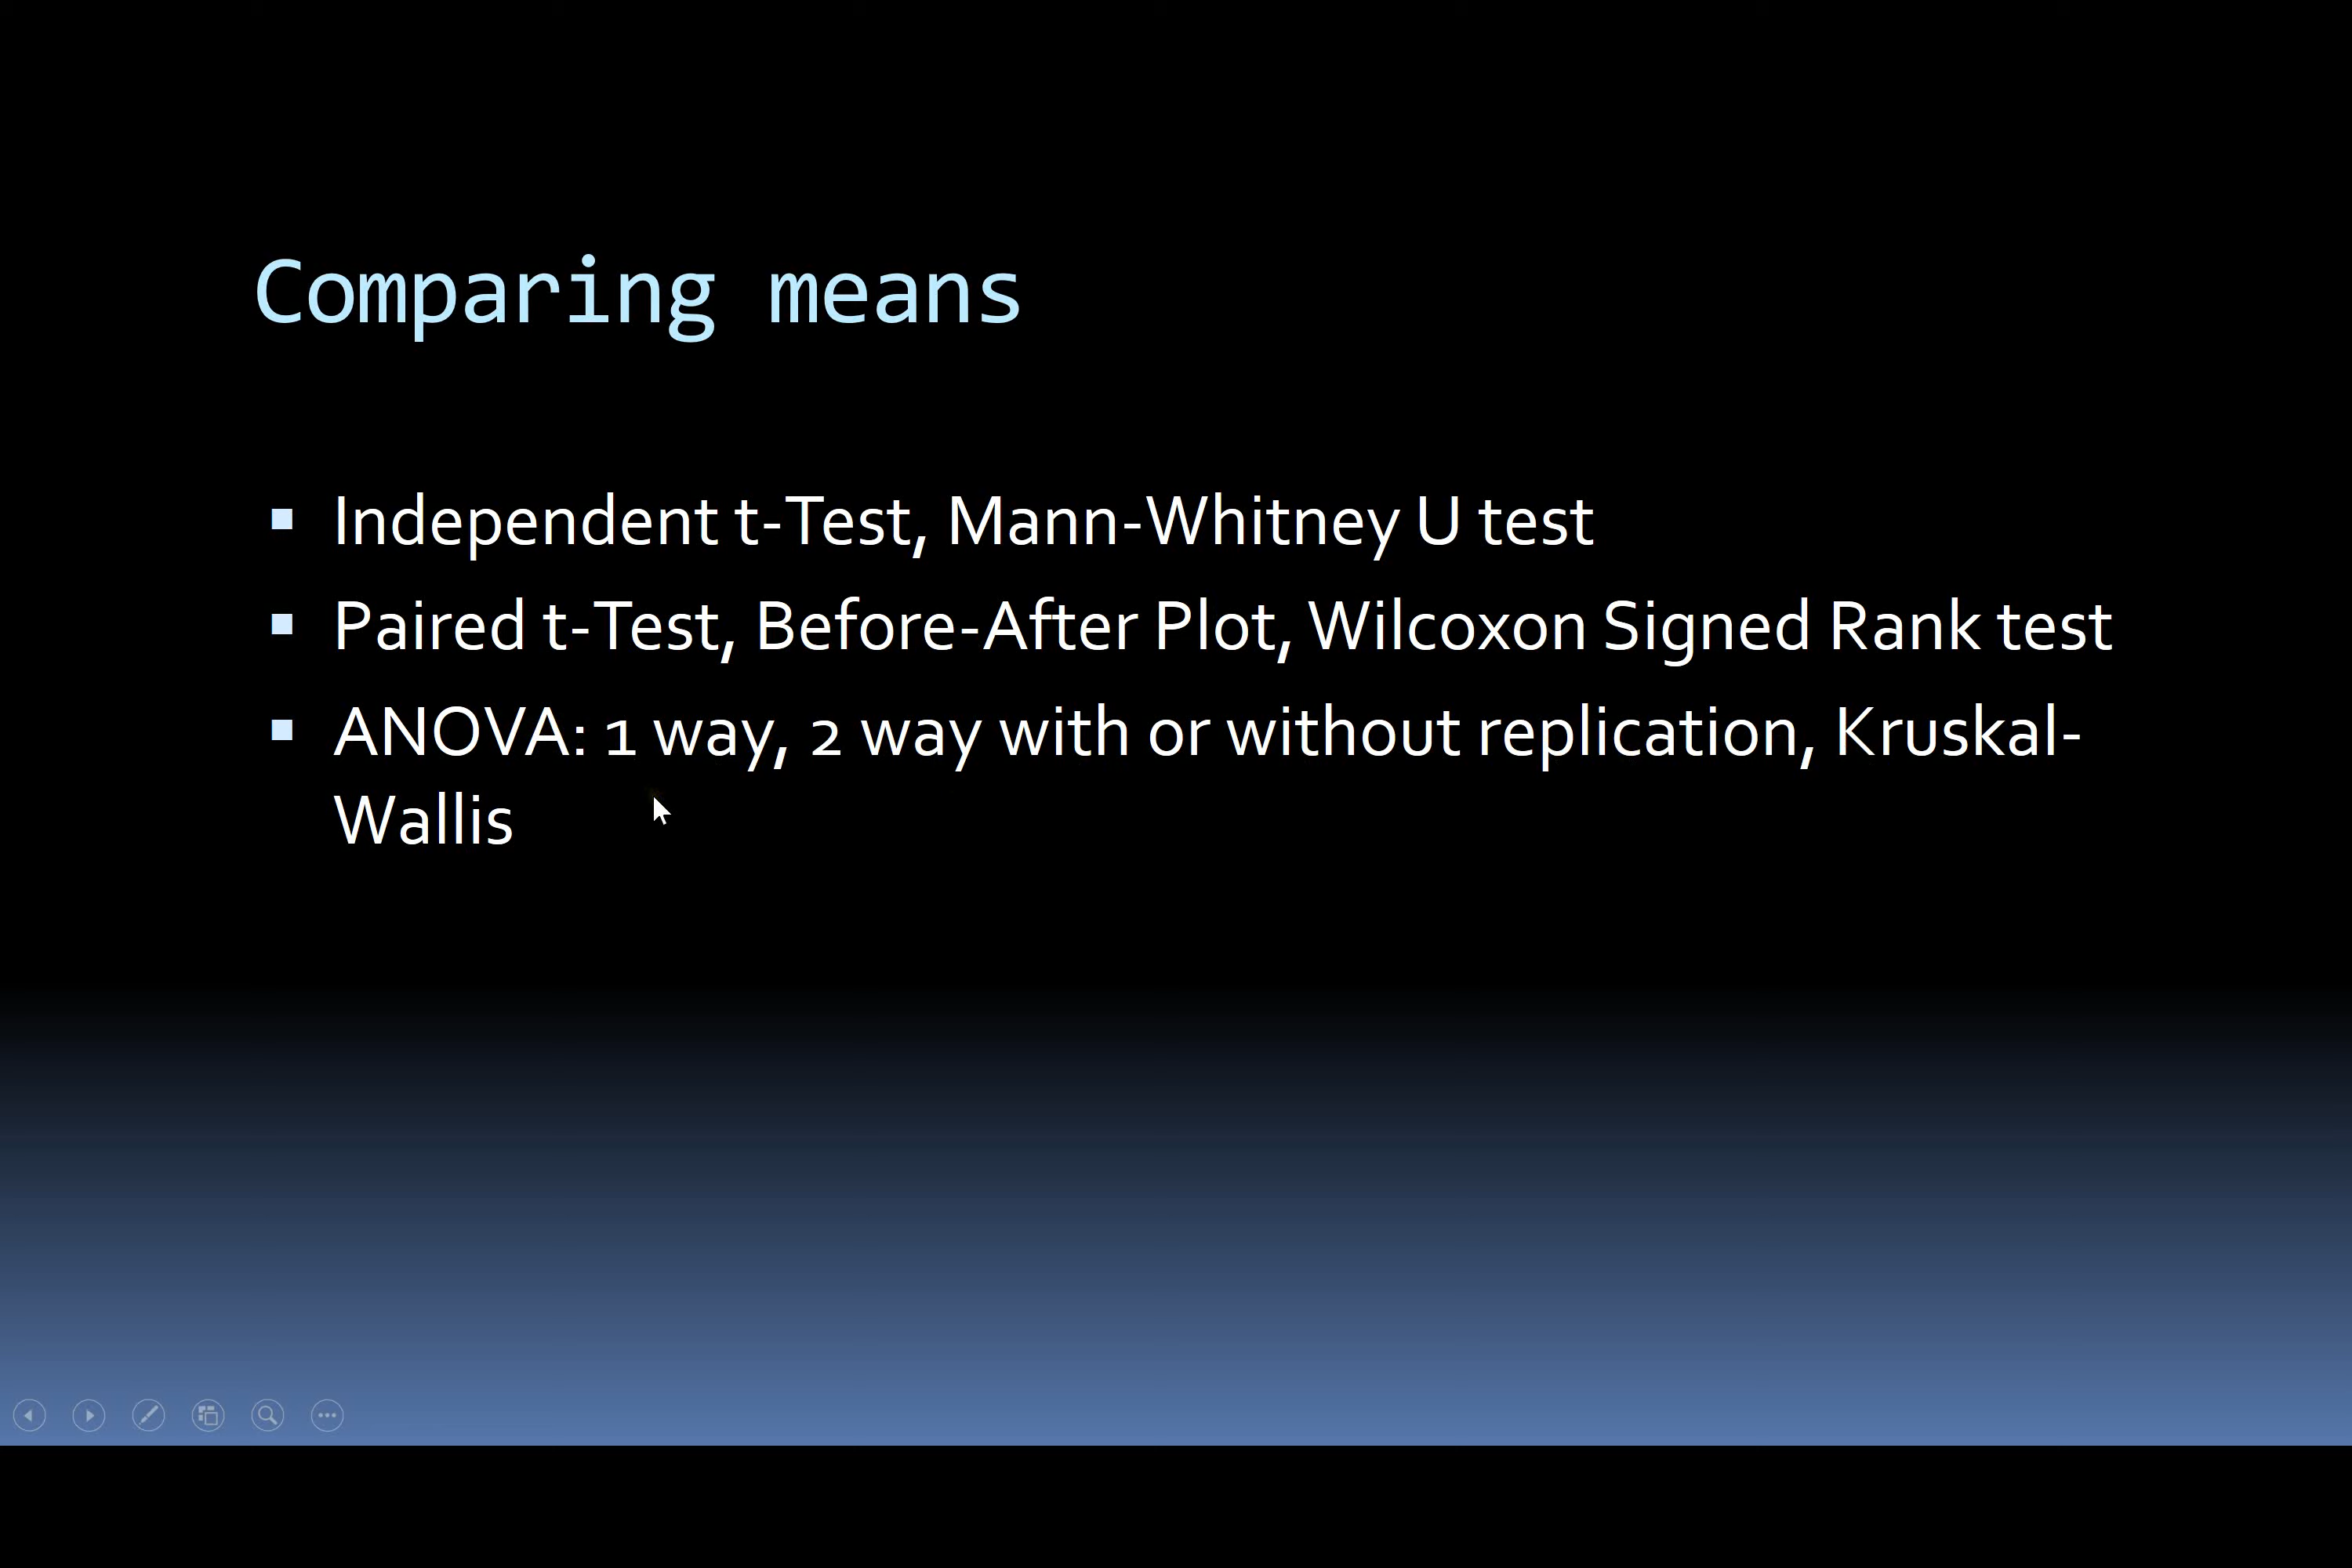 Comparing means
Independent t-Test, Mann-Whitney U test
Paired t-Test, Before-After Plot, Wilcoxon Signed Rank test
ANOVA: 1 way, 2 way with or without replication, Kruskal-
Wallis